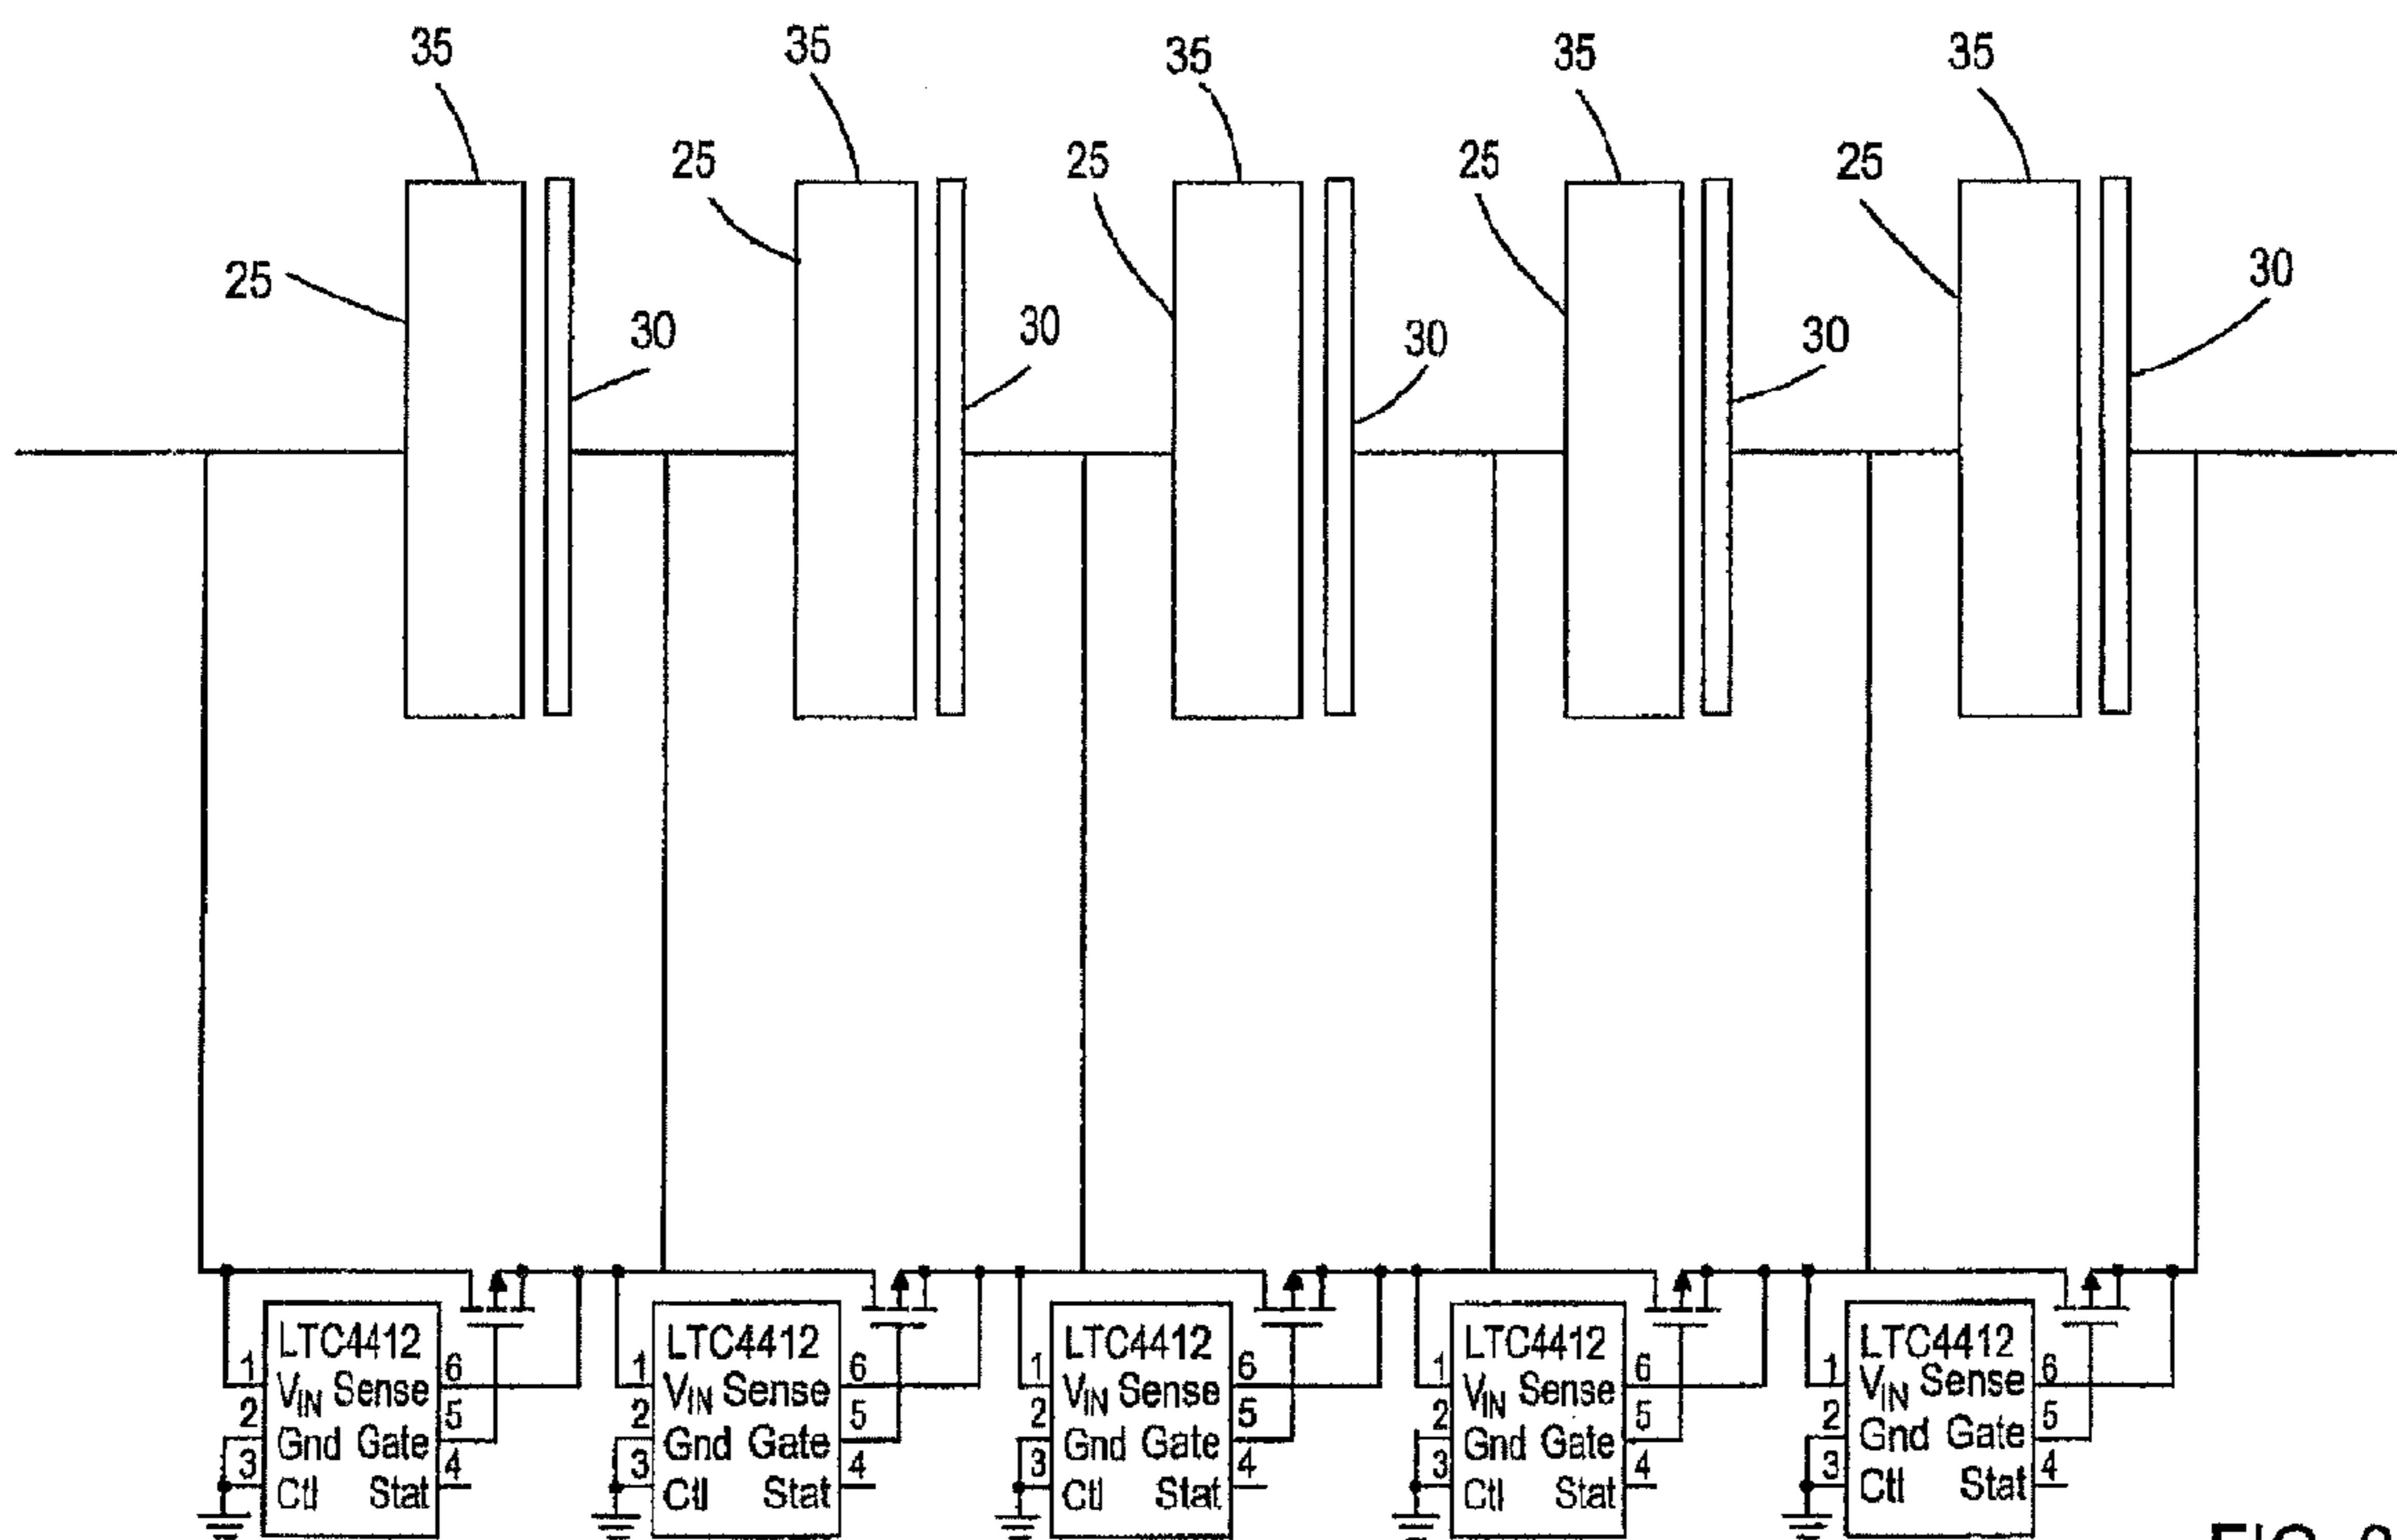 35 35 35 35 35
25 25 25 25
25 30
30 30 30 30
LTC4412 LTC4412 LTC4412 LTC4412 LTC4412
1 6 1 6 1 6 1 6 1 6
VIN Sense VIN Sense VIN Sense VIN Sense VIN Sense
2 5 2 5 2 5 2 5 2 5
Gnd Gate Gnd Gate Gnd Gate Gnd Gate Gnd Gate
3 4 3 4 3 4 3 4 3 4
Ctl Stat Ctl Stat Ctl Stat Ctl Stat Ctl Stat
FIG.